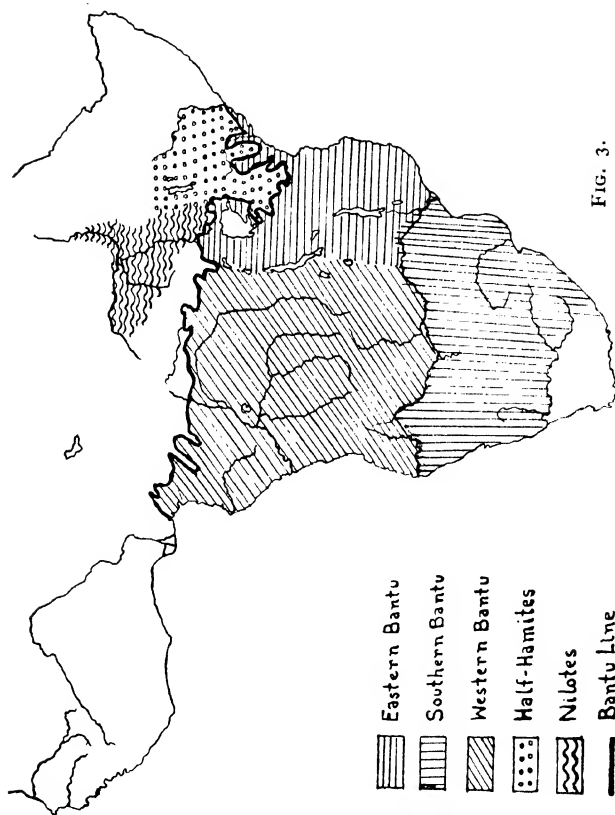 Eastern Bantu
Southern Bantu
Western Bantu
Half-Hamites
Nilotes
Bantu Line
FIG. 3.